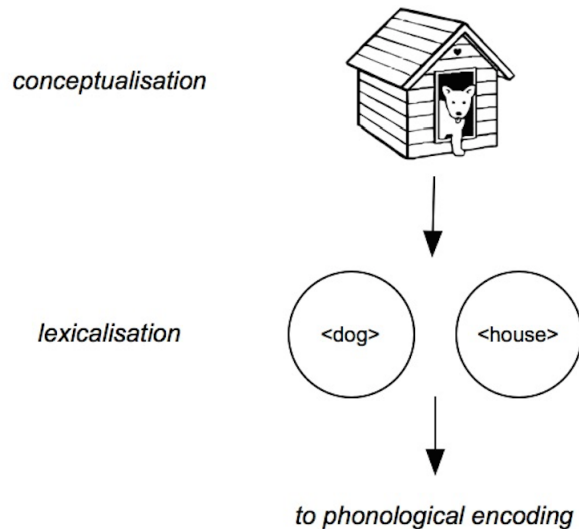 conceptualisation
lexicalisation
<dog>
<house>
to phonological encoding